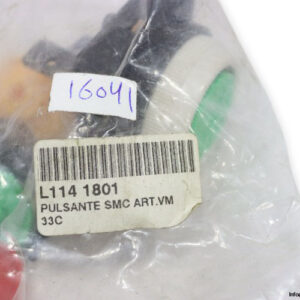 16041
L114 1801
PULSANTE SMC ART.VM
33C